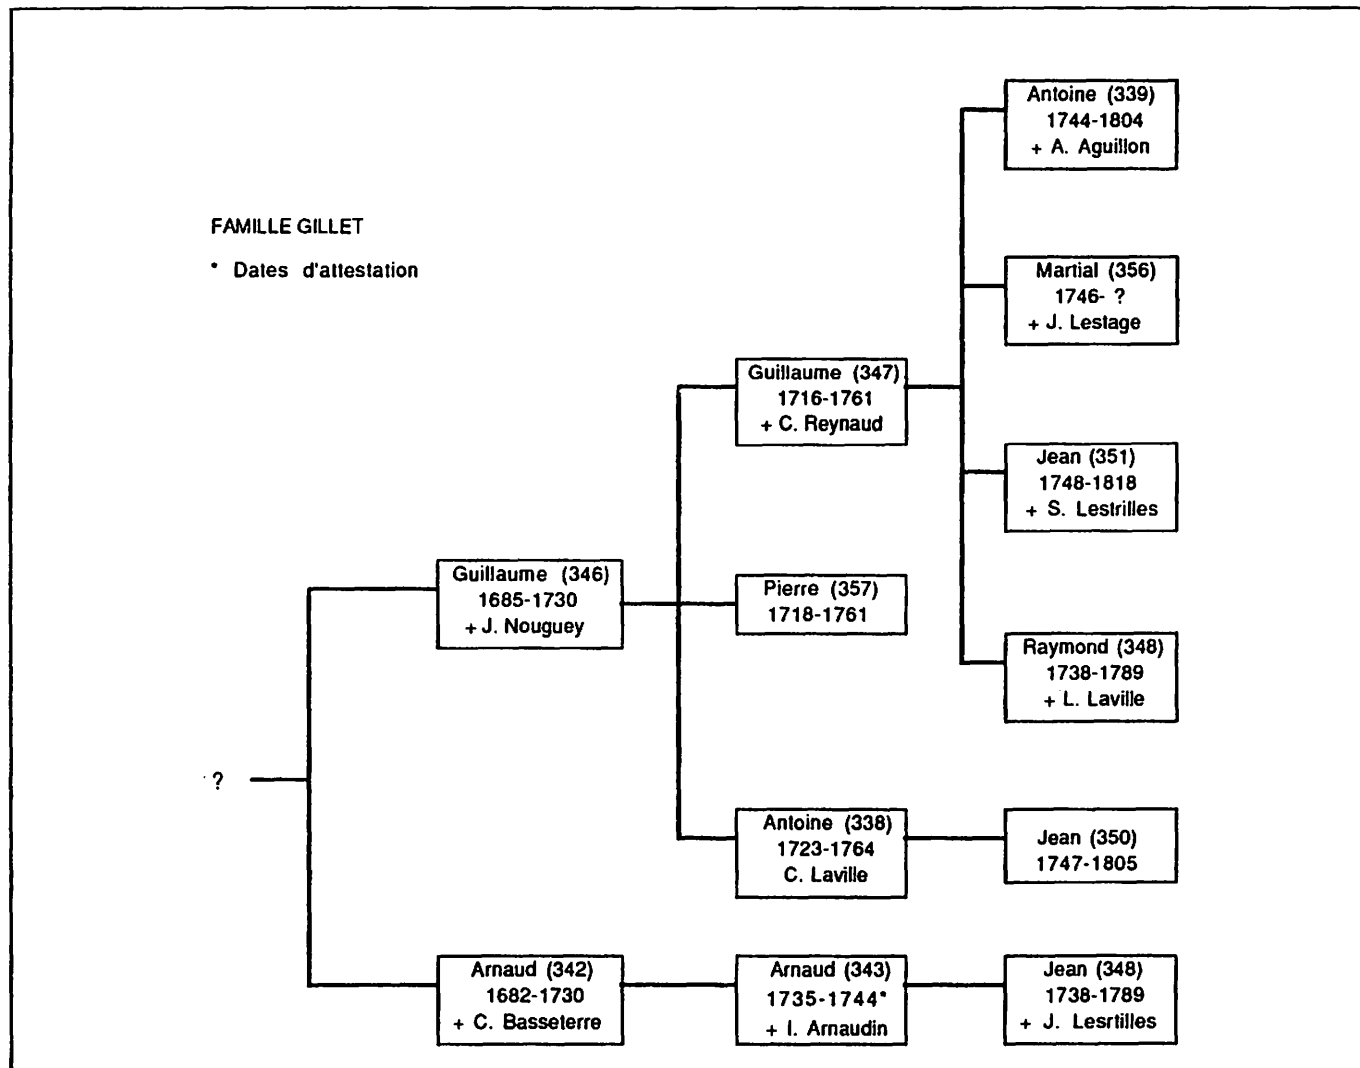 FAMILLE GILLET
* Dates d'attestation
Antoine (339)
1744-1804
+ A. Aguillon
Martial (356)
1746- ?
+ J. Lestage
Guillaume (347)
1716-1761
+ C. Reynaud
Jean (351)
1748-1818
+ S. Lestrilles
Guillaume (346)
1685-1730
+ J. Nouguey
Pierre (357)
1718-1761
Raymond (348)
1738-1789
+ L. Laville
?
Antoine (338)
1723-1764
C. Laville
Jean (350)
1747-1805
Arnaud (342)
1682-1730
+ C. Basseterre
Arnaud (343)
1735-1744*
+ I. Arnaudin
Jean (348)
1738-1789
+ J. Lesrtilles